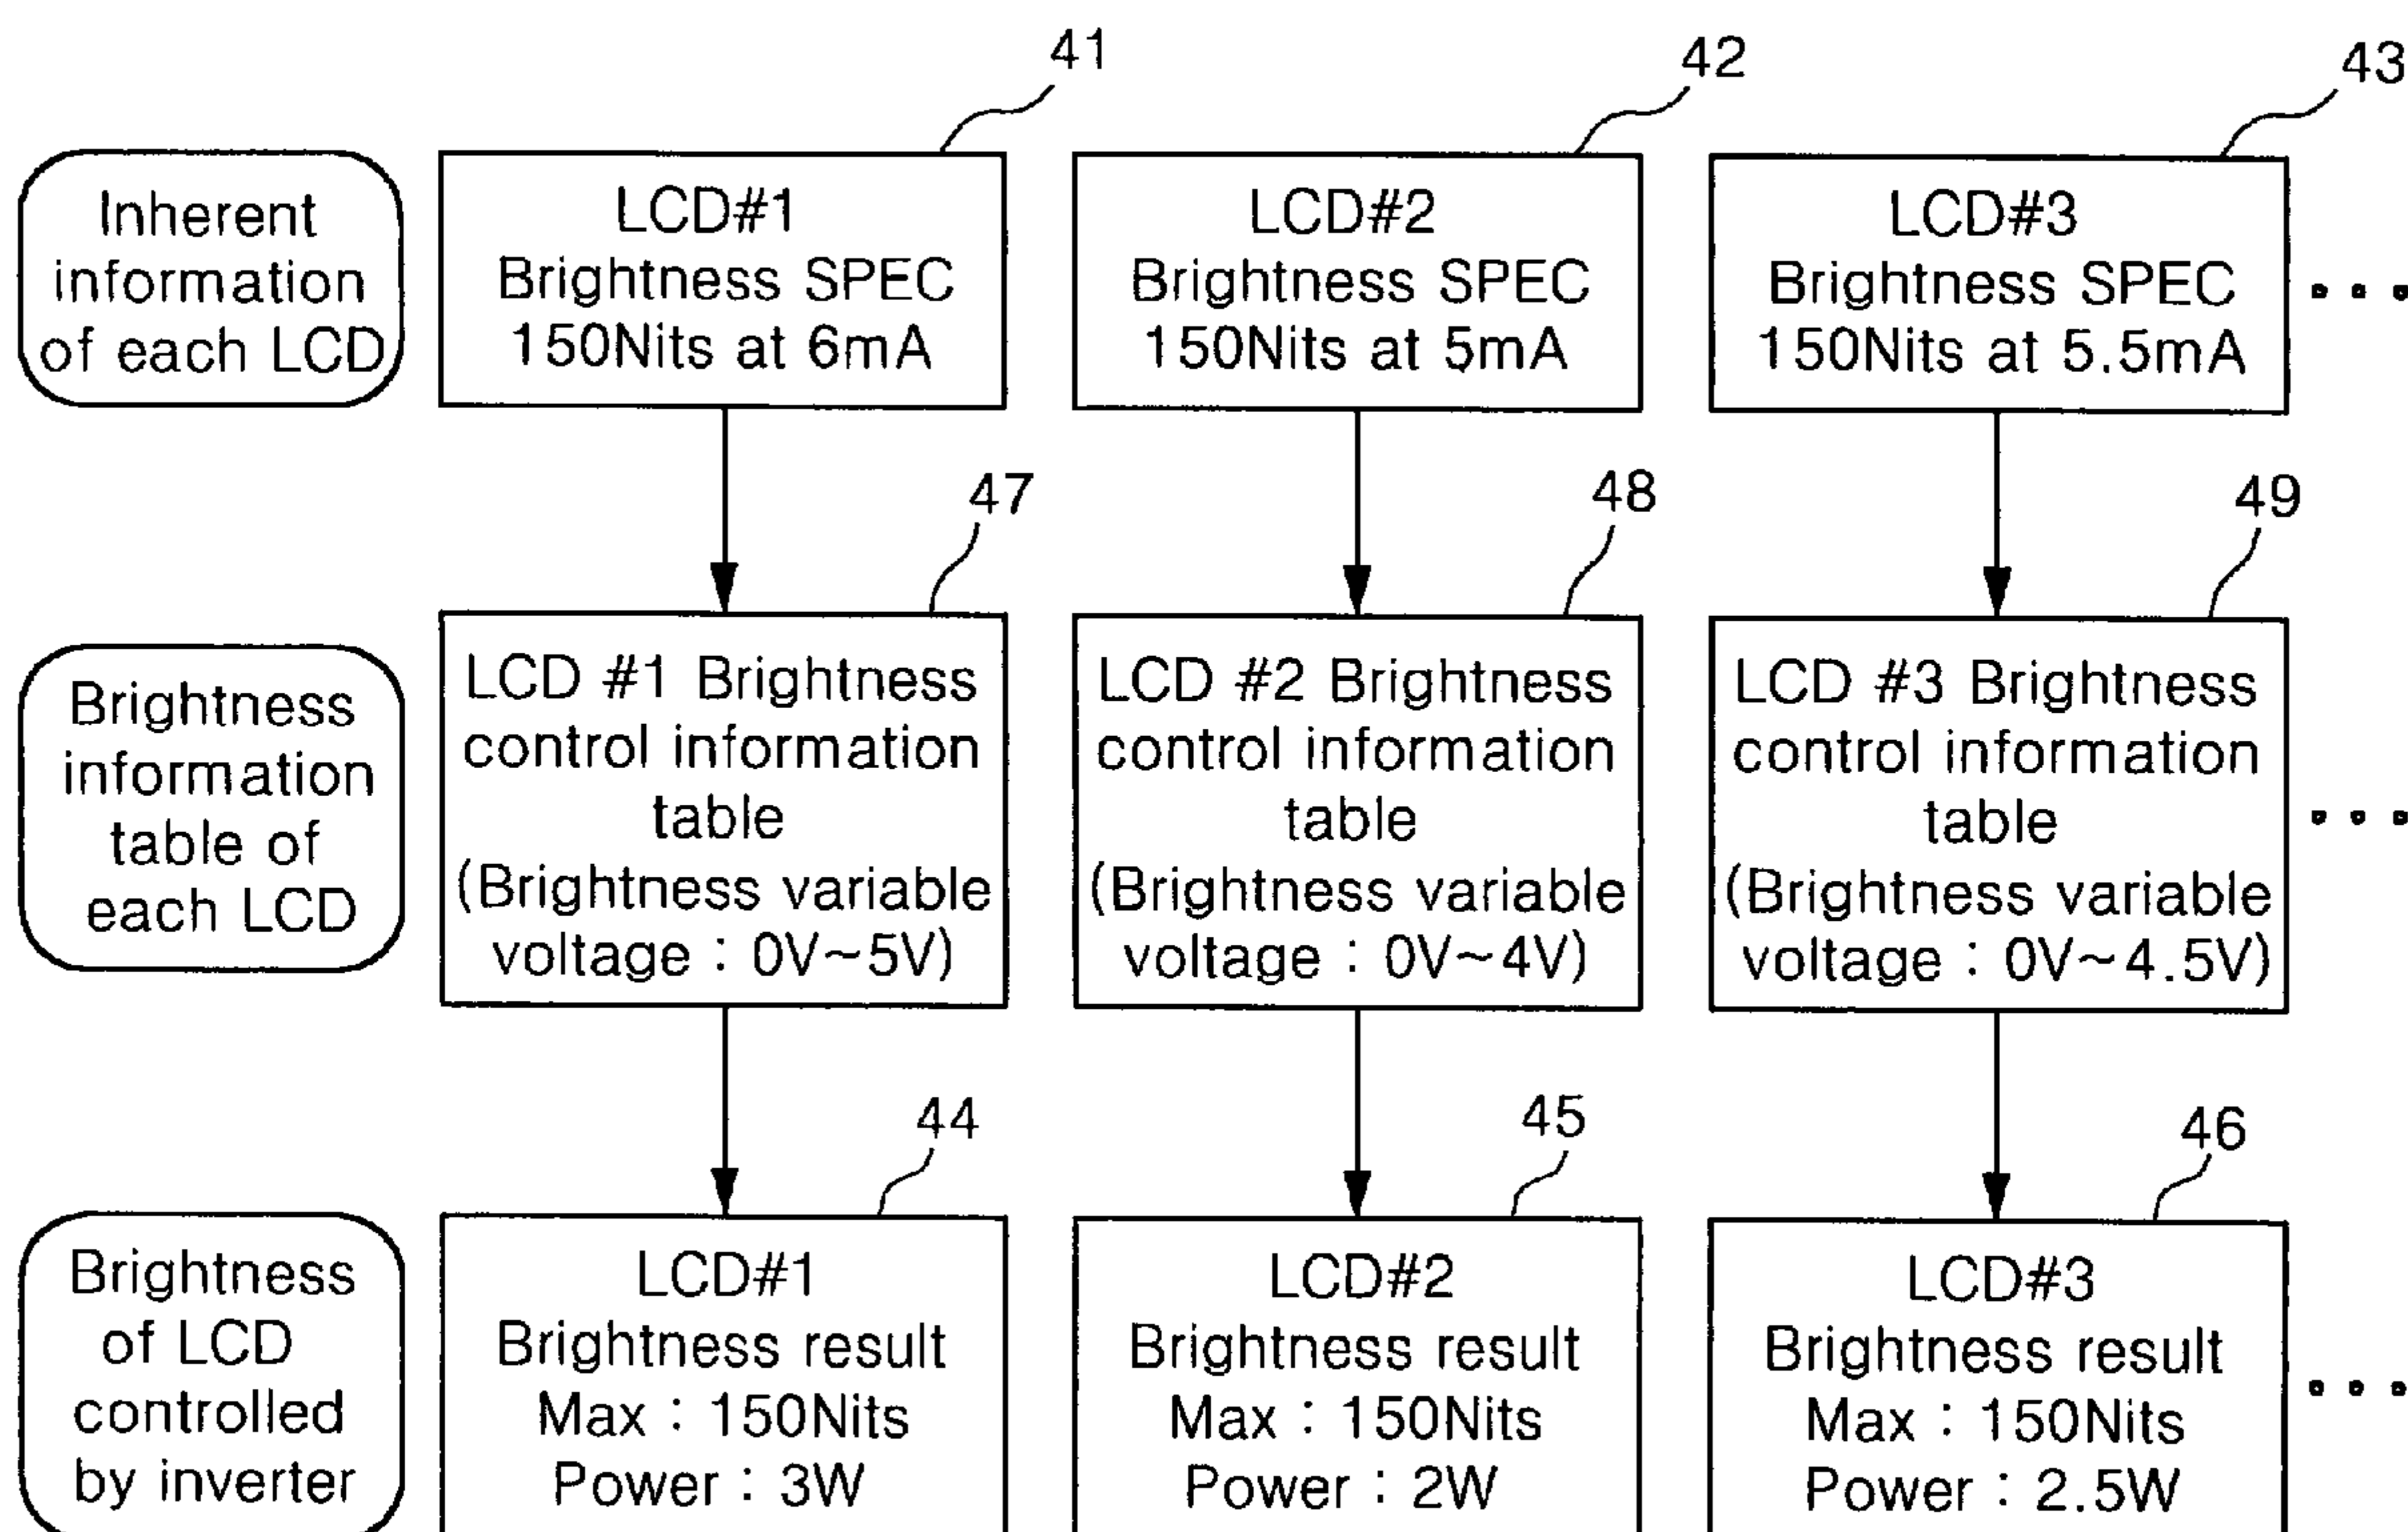 41
42
43
Inherent
information
of each LCD
LCD#1
Brightness SPEC
150Nits at 6mA
LCD#2
Brightness SPEC
150Nits at 5mA
LCD#3
Brightness SPEC
150Nits at 5.5mA
47
48
49
Brightness
information
table of
each LCD
LCD #1 Brightness
control information
table
(Brightness variable
voltage : 0V~5V)
LCD #2 Brightness
control information
table
(Brightness variable
voltage : 0V~4V)
LCD #3 Brightness
control information
table
(Brightness variable
voltage : 0V~4.5V)
44
45
46
Brightness
of LCD
controlled
by inverter
LCD#1
Brightness result
Max : 150Nits
Power : 3W
LCD#2
Brightness result
Max : 150Nits
Power : 2W
LCD#3
Brightness result
Max : 150Nits
Power : 2.5W